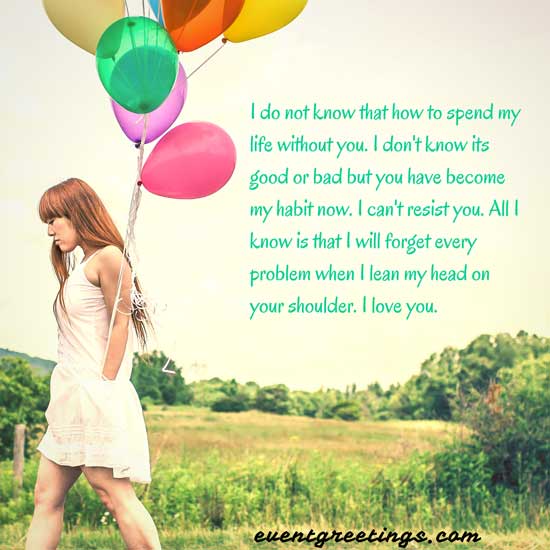 I do not know that how to spend my
life without you. I don't know its
good or bad but you have become
my habit now. I can't resist you. All I
know is that I will forget every
problem when I lean my head on
your shoulder. I love you.
eventgreetings.com